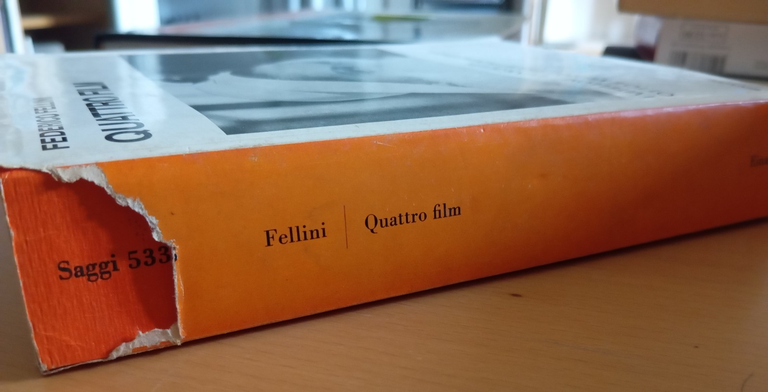 FEDERICO FELLINI
QUATTRO FILM
Saggi 533
Fellini
Quattro film